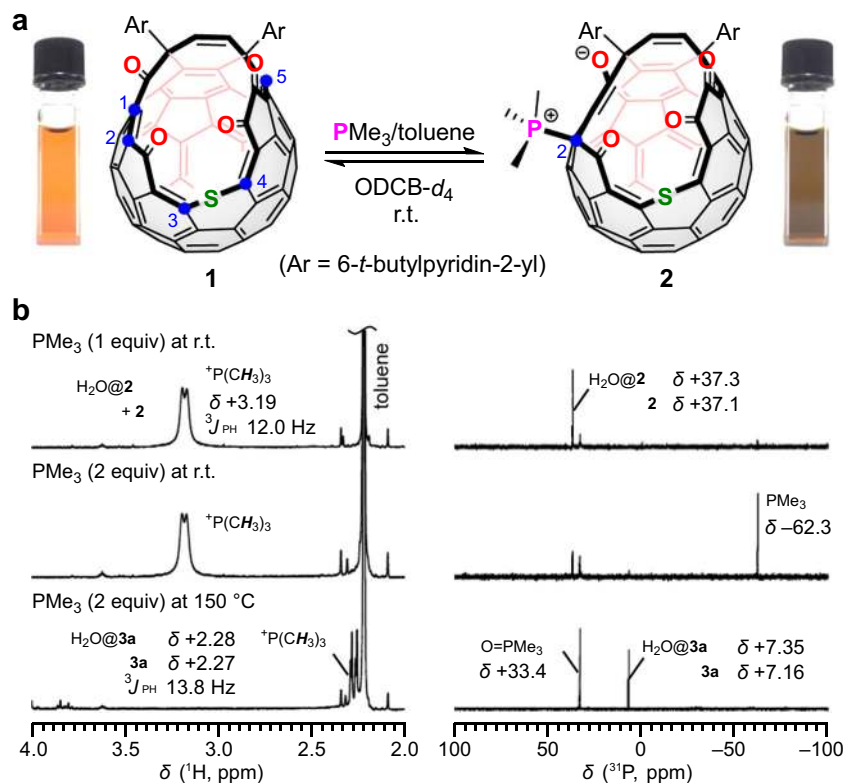 a
Ar
Ar
O
O
5
1
2
O
O
4
S
3
1
PMe3/toluene
ODCB-d4
r.t.
(Ar = 6-t-butylpyridin-2-yl)
Ar
Ar
⊖
O
O
P
⊕
2
O
O
S
2
b
PMe3 (1 equiv) at r.t.
H2O@2
+ 2
+P(CH3)3
δ +3.19
3JPH 12.0 Hz
toluene
H2O@2 δ +37.3
2 δ +37.1
PMe3 (2 equiv) at r.t.
+P(CH3)3
PMe3
δ –62.3
PMe3 (2 equiv) at 150 °C
H2O@3a δ +2.28
3a δ +2.27
3JPH 13.8 Hz
+P(CH3)3
O=PMe3
δ +33.4
H2O@3a δ +7.35
3a δ +7.16
4.0 3.5 3.0 2.5 2.0
δ (1H, ppm)
100 50 0 –50 –100
δ (31P, ppm)